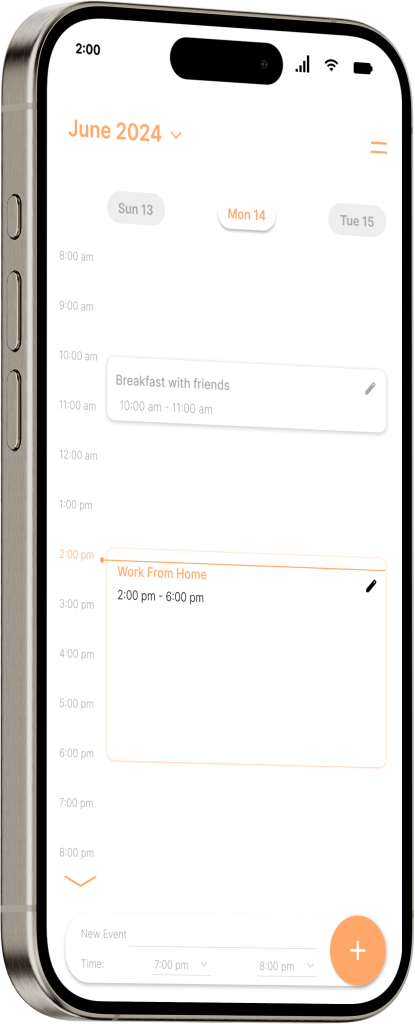 2:00
June 2024
Sun 13
Mon 14
Tue 15
8:00 am
9:00 am
10:00 am
Breakfast with friends
10:00 am - 11:00 am
11:00 am
12:00 am
1:00 pm
2:00 pm
Work From Home
2:00 pm - 6:00 pm
3:00 pm
4:00 pm
5:00 pm
6:00 pm
7:00 pm
8:00 pm
New Event
Time: 7:00 pm 8:00 pm
+